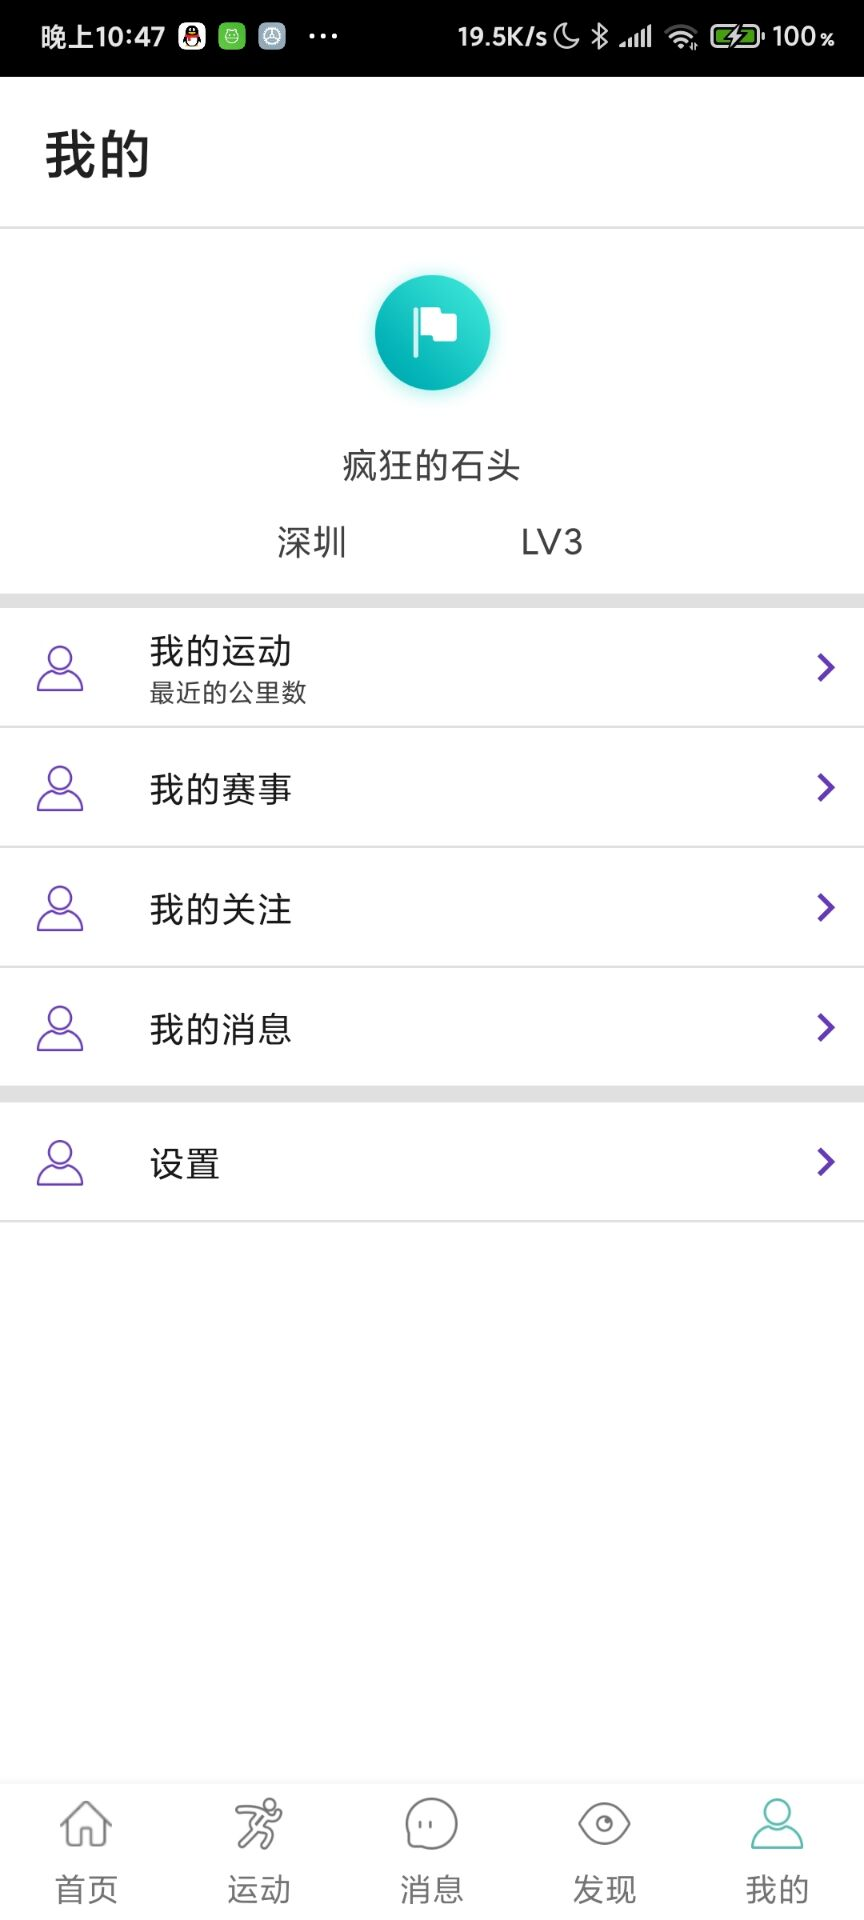 晚上10:47 ... 19.5K/s 100%
我的
疯狂的石头
深圳 LV3
我的运动
最近的公里数
我的赛事
我的关注
我的消息
设置
首页 运动 消息 发现 我的